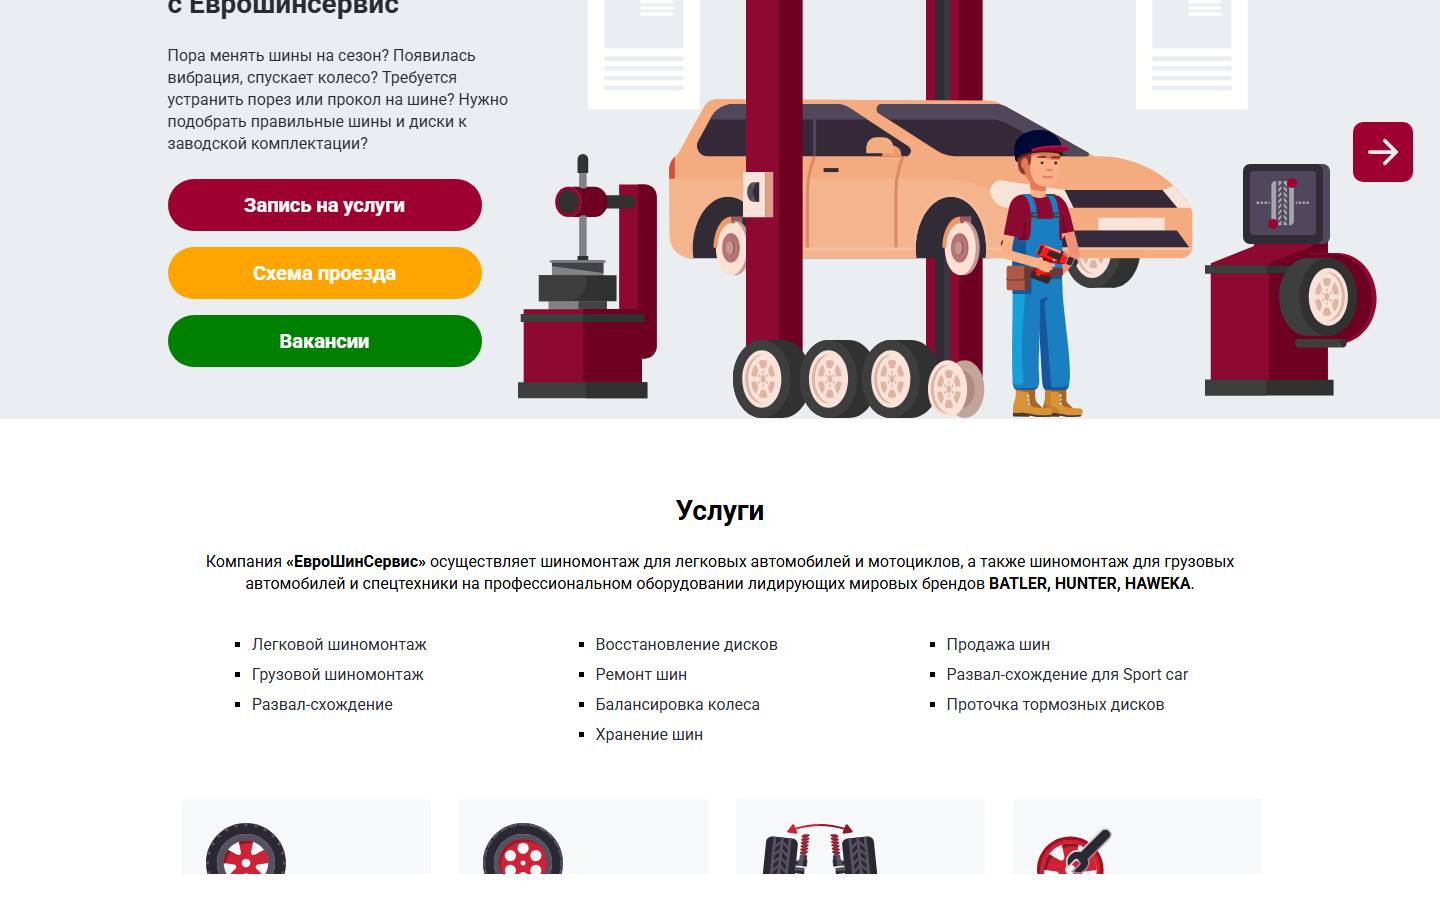 с Еврошинсервис
Пора менять шины на сезон? Появилась
вибрация, спускает колесо? Требуется
устранить порез или прокол на шине? Нужно
подобрать правильные шины и диски к
заводской комплектации?
Запись на услуги
Схема проезда
Вакансии
Услуги
Компания «ЕвроШинСервис» осуществляет шиномонтаж для легковых автомобилей и мотоциклов, а также шиномонтаж для грузовых
автомобилей и спецтехники на профессиональном оборудовании лидирующих мировых брендов BATLER, HUNTER, HAWEKA.
Легковой шиномонтаж
Грузовой шиномонтаж
Развал-схождение
Восстановление дисков
Ремонт шин
Балансировка колеса
Хранение шин
Продажа шин
Развал-схождение для Sport car
Проточка тормозных дисков